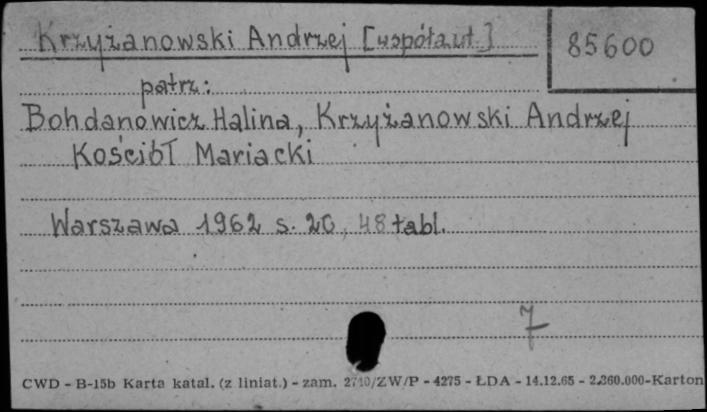 Krzyżanowski Andrzej [współaut.] 85600
patrz:
Bohdanowicz Halina, Krzyżanowski Andrzej
Kościół Mariacki
Warszawa 1962 s. 20, 48 tabl.
7
CWD - B-15b Karta katal. (z liniat.) - zam. 2710/ZW/P - 4275 - ŁDA - 14.12.65 - 2.360.000-Karton